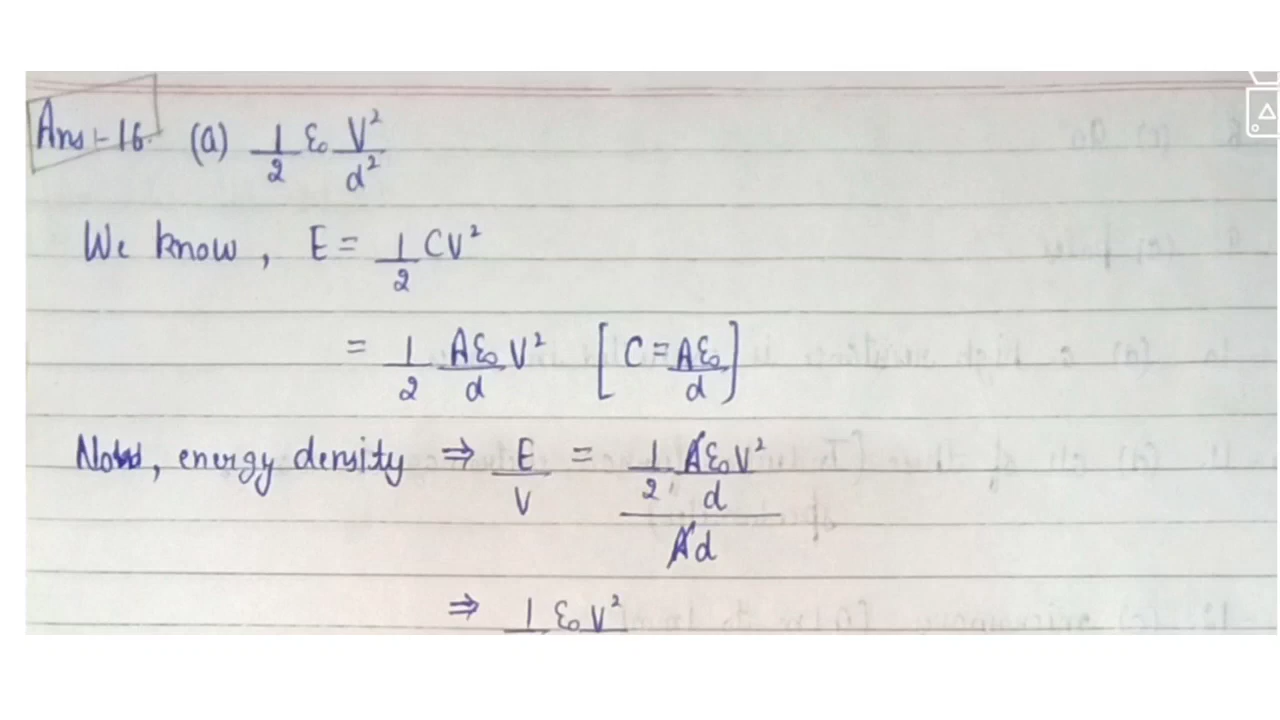 Ans:-16. (a) 1/2 ε₀ V²/d²
We know, E = 1/2 CV²
= 1/2 Aε₀/d V² [C = Aε₀/d]
Now, energy density ⇒ E/V = (1/2 Aε₀V²/d)/(Ad)
⇒ 1 ε₀V²